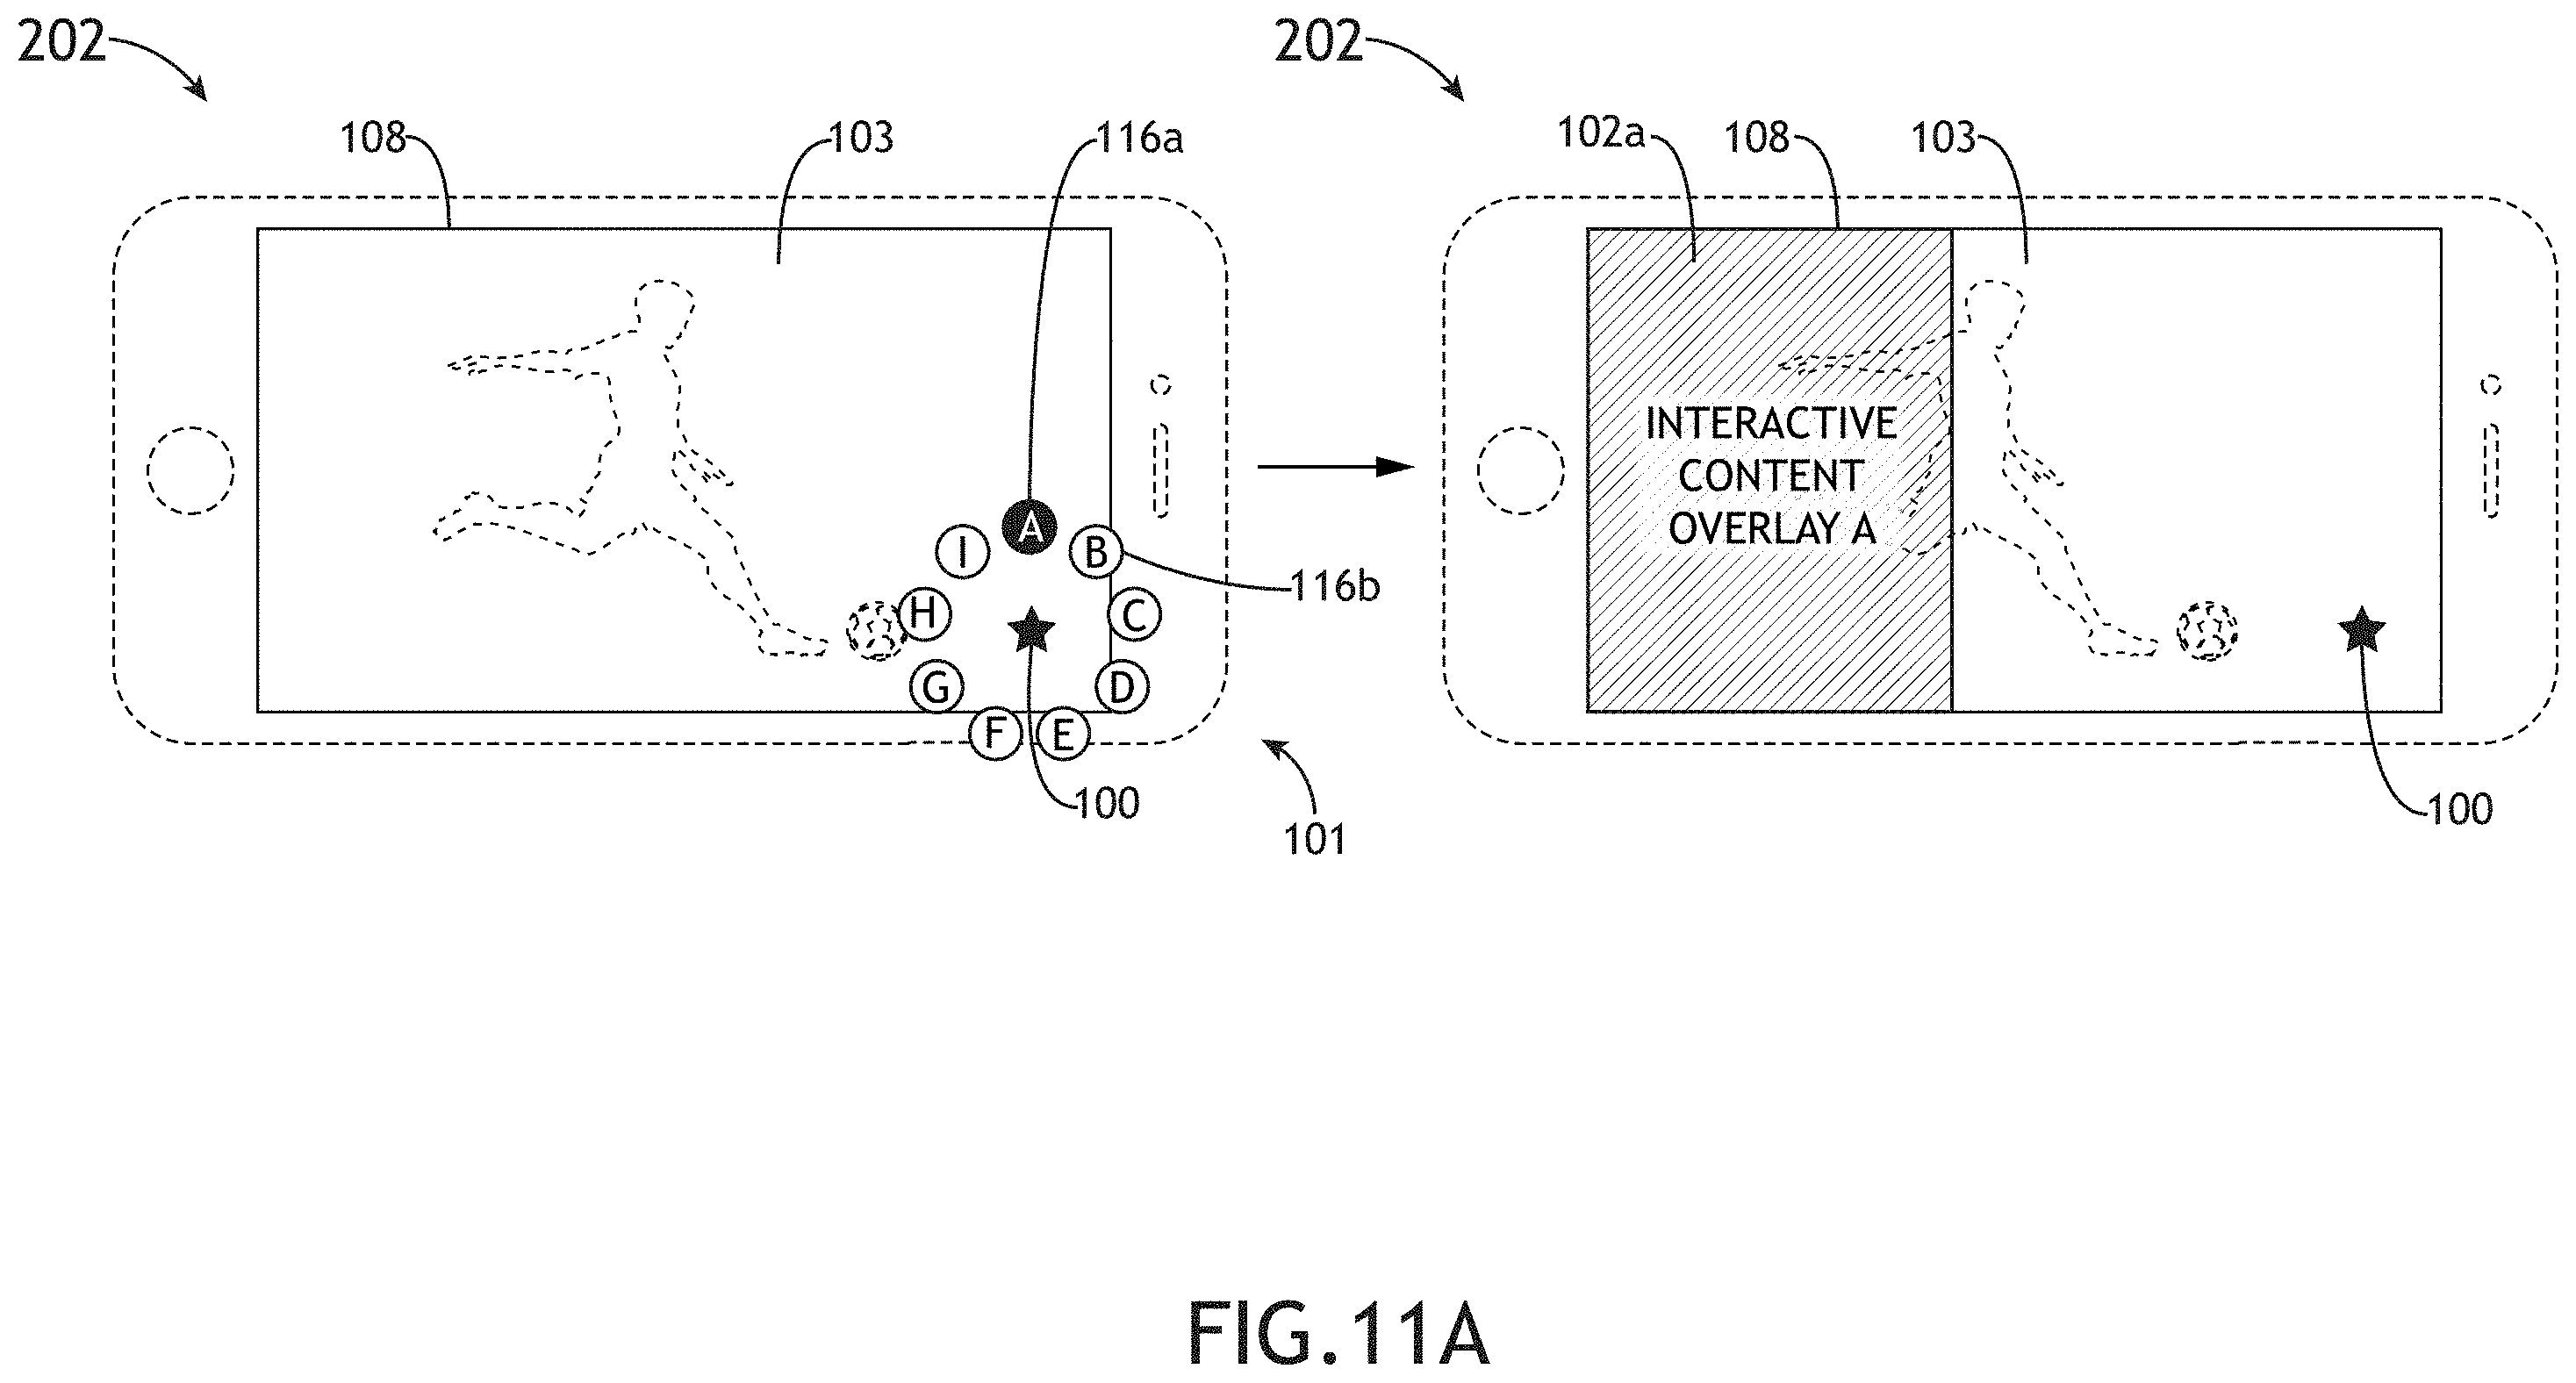 202
202
108
103
116a
102a
108
103
A
I
B
116b
H
C
G
D
F
E
100
101
INTERACTIVE
CONTENT
OVERLAY A
100
FIG.11A